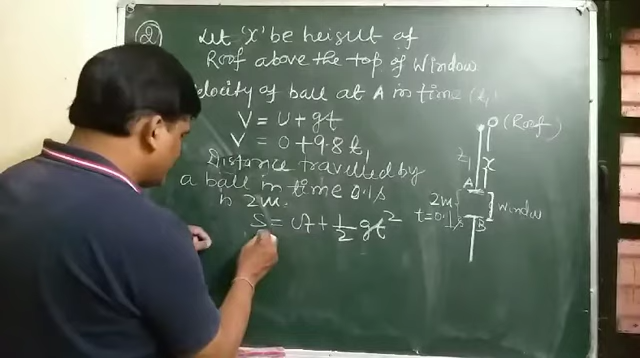 ②
Let 'x' be height of
Roof above the top of window
Velocity of ball at A in time (t₁
V = U + gt
V = 0 + 9.8 t₁
Distance travelled by
a ball in time 0.1s
is 2m.
S = ut + 1/2 gt²
(Roof)
t₁
x
A
2m
t = 0.1s
window
B